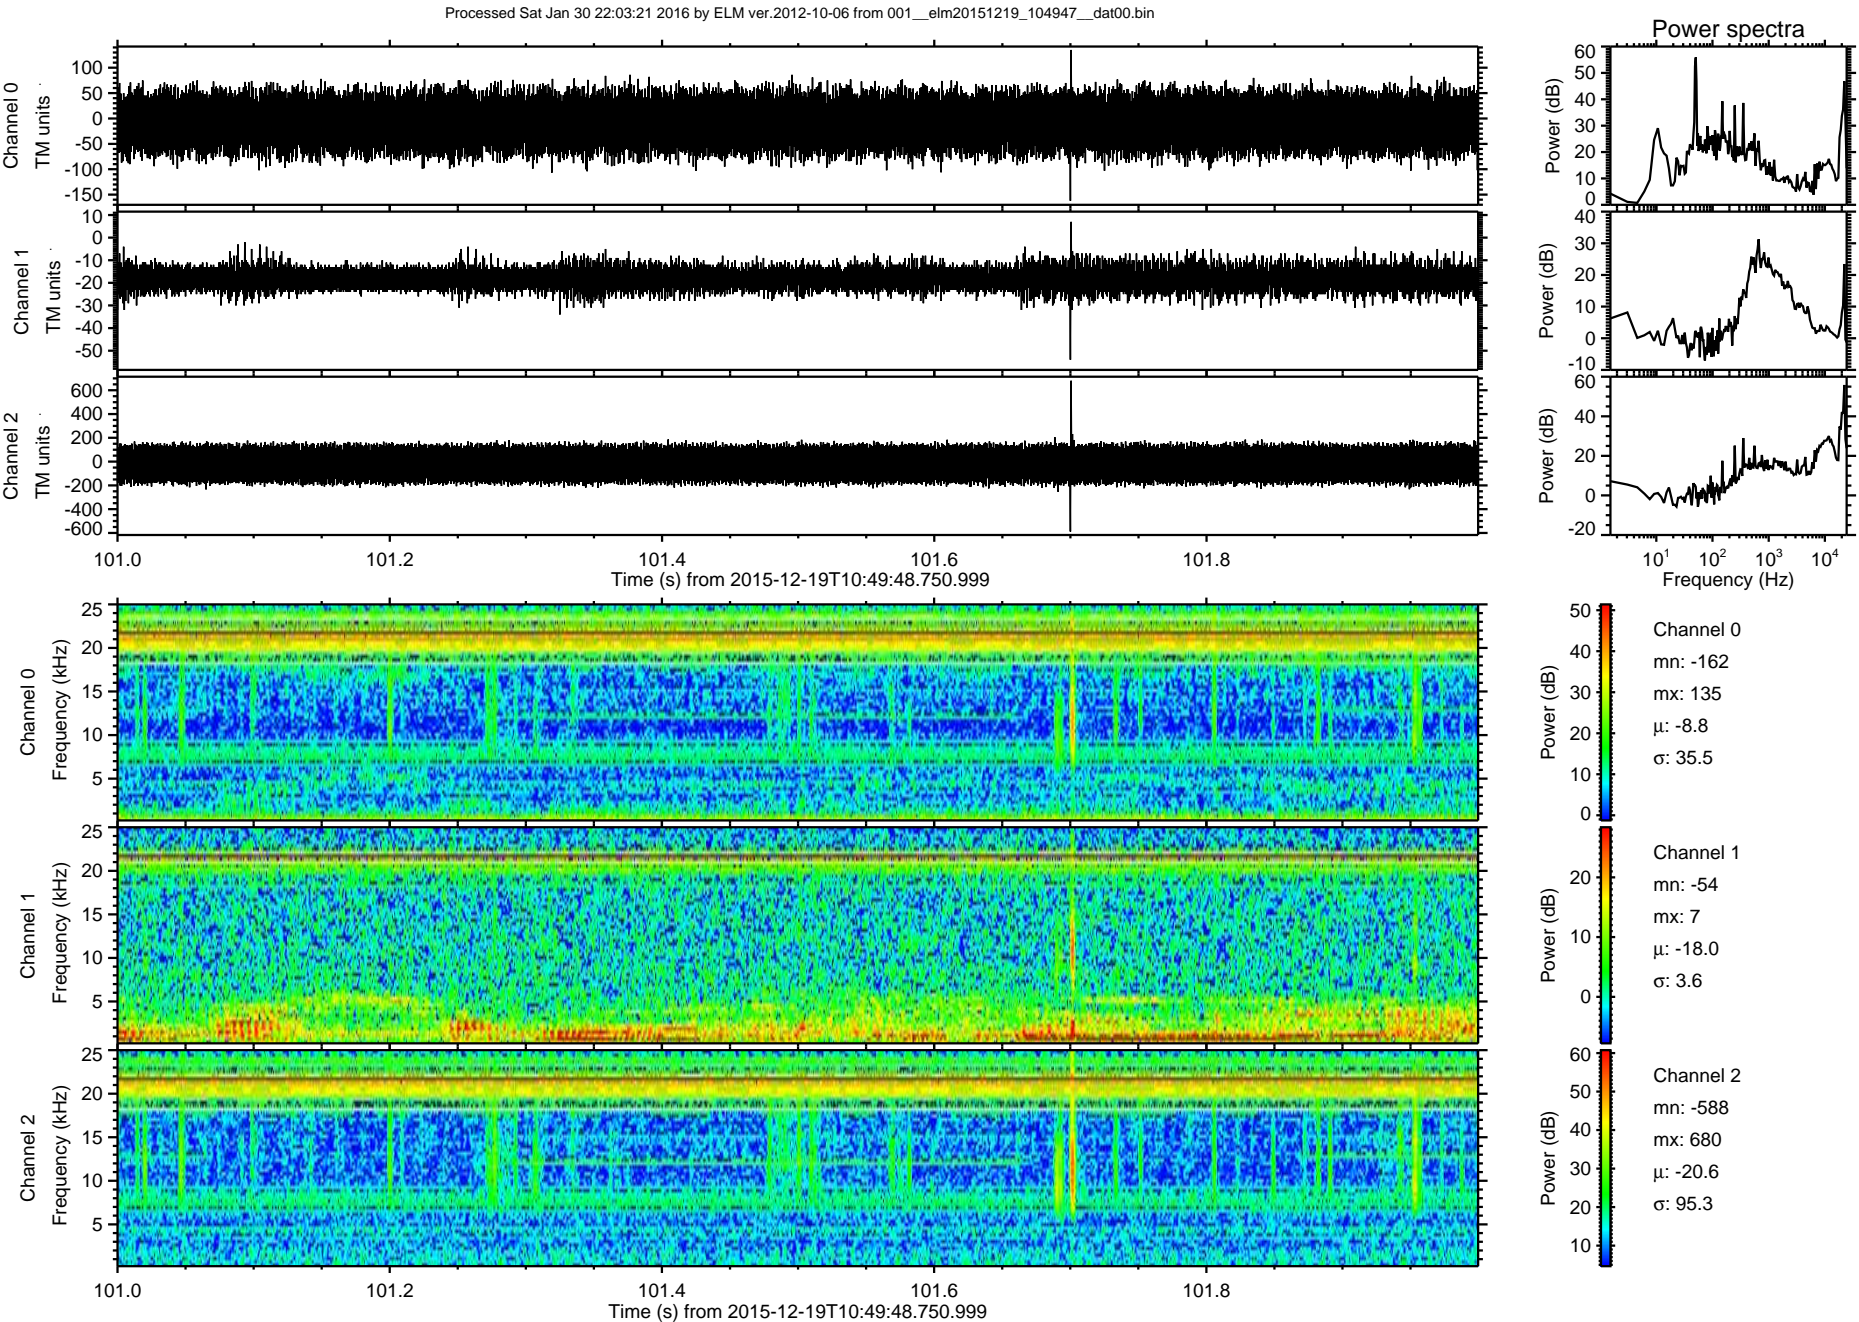 Processed Sat Jan 30 22:03:21 2016 by ELM ver.2012-10-06 from 001__elm20151219_104947__dat00.bin
Power spectra
Channel 0
TM units
100
50
0
-50
-100
-150
Power (dB)
60
50
40
30
20
10
0
Channel 1
TM units
10
0
-10
-20
-30
-40
-50
Power (dB)
40
30
20
10
0
-10
Channel 2
TM units
600
400
200
0
-200
-400
-600
Power (dB)
60
40
20
0
-20
101.0 101.2 101.4 101.6 101.8
Time (s) from 2015-12-19T10:49:48.750.999
10¹ 10² 10³ 10⁴
Frequency (Hz)
Channel 0
Frequency (kHz)
25
20
15
10
5
Power (dB)
50
40
30
20
10
0
Channel 0
mn: -162
mx: 135
μ: -8.8
σ: 35.5
Channel 1
Frequency (kHz)
25
20
15
10
5
Power (dB)
20
10
0
Channel 1
mn: -54
mx: 7
μ: -18.0
σ: 3.6
Channel 2
Frequency (kHz)
25
20
15
10
5
Power (dB)
60
50
40
30
20
10
Channel 2
mn: -588
mx: 680
μ: -20.6
σ: 95.3
101.0 101.2 101.4 101.6 101.8
Time (s) from 2015-12-19T10:49:48.750.999